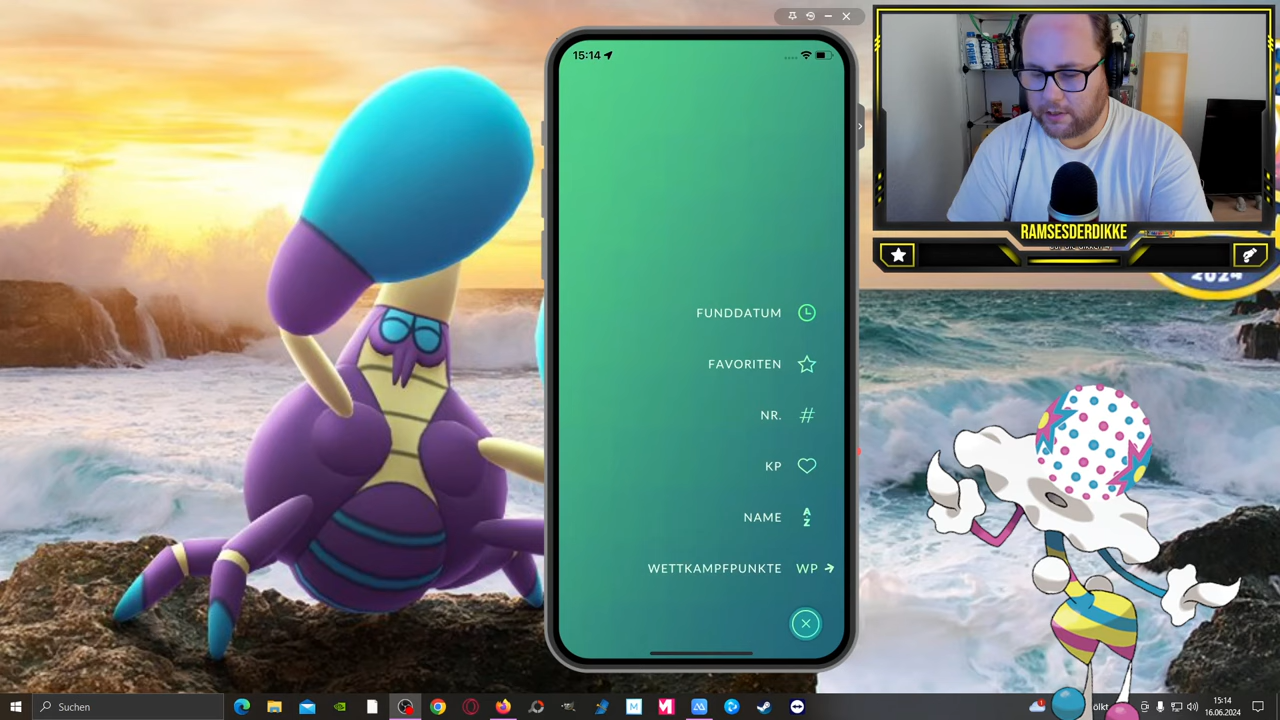 15:14
FUNDDATUM
FAVORITEN
NR. #
KP
NAME A Z
WETTKAMPFPUNKTE WP
RAMSESDERDIKKE
2024
Suchen
15:14
16.06.2024